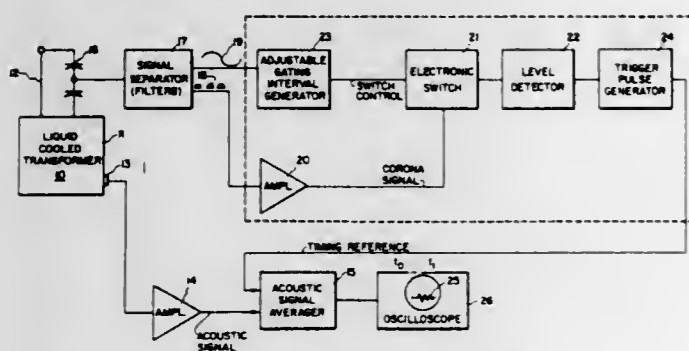 17
19
23
21
22
24
16
12
SIGNAL
SEPARATOR
(FILTERS)
18
ADJUSTABLE
GATING
INTERVAL
GENERATOR
SWITCH
CONTROL
ELECTRONIC
SWITCH
LEVEL
DETECTOR
TRIGGER
PULSE
GENERATOR
LIQUID
COOLED
TRANSFORMER
10
11
13
20
AMPL
CORONA
SIGNAL
TIMING REFERENCE
14
AMPL
ACOUSTIC
SIGNAL
15
ACOUSTIC
SIGNAL
AVERAGER
t0 t1
25
OSCILLOSCOPE
26